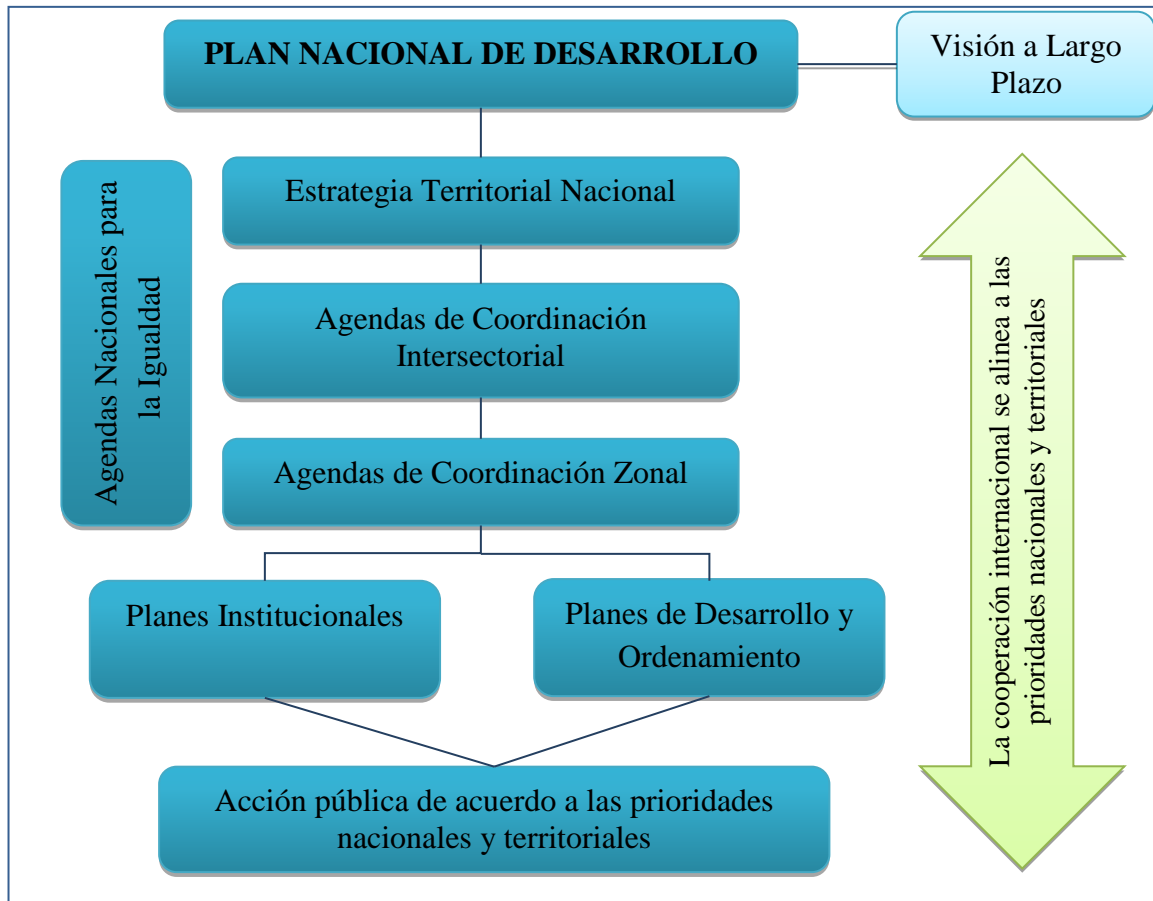 PLAN NACIONAL DE DESARROLLO
Visión a Largo
Plazo
Agendas Nacionales para
la Igualdad
Estrategia Territorial Nacional
Agendas de Coordinación
Intersectorial
Agendas de Coordinación Zonal
Planes Institucionales
Planes de Desarrollo y
Ordenamiento
Acción pública de acuerdo a las prioridades
nacionales y territoriales
La cooperación internacional se alinea a las
prioridades nacionales y territoriales